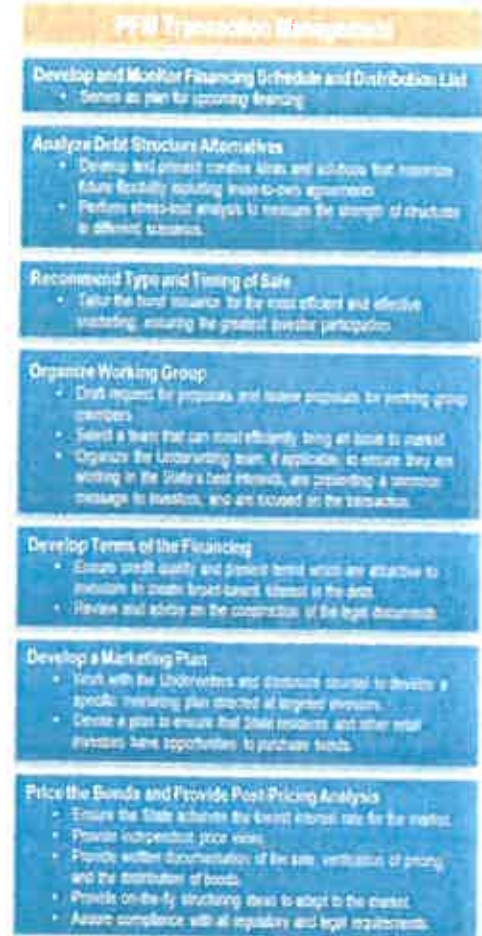 PFM Transaction Management
Develop and Monitor Financing Schedule and Distribution List
• Serves as plan for upcoming financing
Analyze Debt Structure Alternatives
• Develop and present creative ideas and solutions that maximize
future flexibility including lease-to-own agreements
• Perform stress-test analysis to measure the strength of structures
in different scenarios.
Recommend Type and Timing of Sale
• Tailor the bond issuance for the most efficient and effective
marketing, ensuring the greatest investor participation.
Organize Working Group
• Draft request for proposals and review proposals for working group
members.
• Select a team that can most efficiently bring an issue to market.
• Organize the underwriting team, if applicable, to ensure they are
working in the State's best interests, are presenting a common
message to investors, and are focused on the transaction.
Develop Terms of the Financing
• Ensure credit quality and present terms which are attractive to
investors to create broad-based interest in the debt.
• Review and advise on the composition of the legal documents.
Develop a Marketing Plan
• Work with the Underwriters and disclosure counsel to develop a
specific marketing plan directed at targeted investors.
• Devise a plan to ensure that State residents and other retail
investors have opportunities to purchase bonds.
Price the Bonds and Provide Post-Pricing Analysis
• Ensure the State achieves the lowest interest rate for the market.
• Provide independent price views.
• Provide written documentation of the sale, verification of pricing,
and the distribution of bonds.
• Provide on-the-fly structuring ideas to adapt to the market.
• Assure compliance with all regulatory and legal requirements.